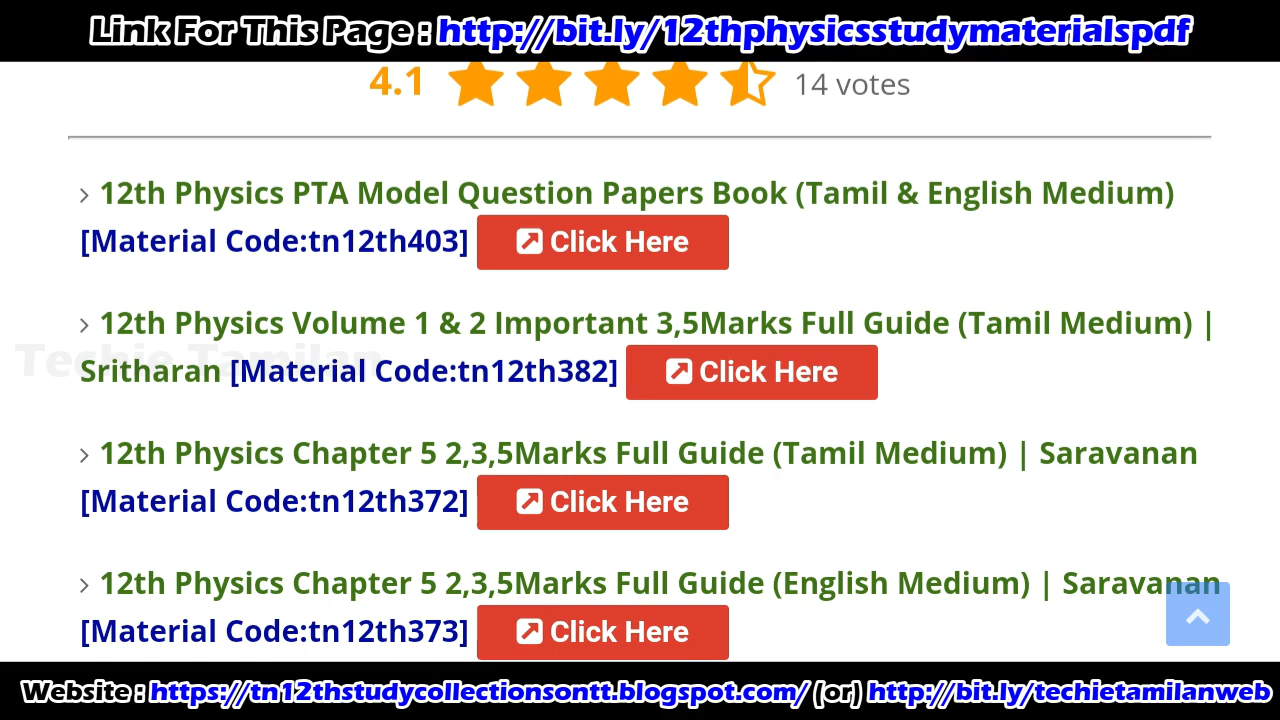 Link For This Page : http://bit.ly/12thphysicsstudymaterialspdf
4.1 14 votes
12th Physics PTA Model Question Papers Book (Tamil & English Medium)
[Material Code:tn12th403] Click Here
12th Physics Volume 1 & 2 Important 3,5Marks Full Guide (Tamil Medium) |
Techie Tamilan
Sritharan [Material Code:tn12th382] Click Here
12th Physics Chapter 5 2,3,5Marks Full Guide (Tamil Medium) | Saravanan
[Material Code:tn12th372] Click Here
12th Physics Chapter 5 2,3,5Marks Full Guide (English Medium) | Saravanan
[Material Code:tn12th373] Click Here
Website : https://tn12thstudycollectionsontt.blogspot.com/ (or) http://bit.ly/techietamilanweb